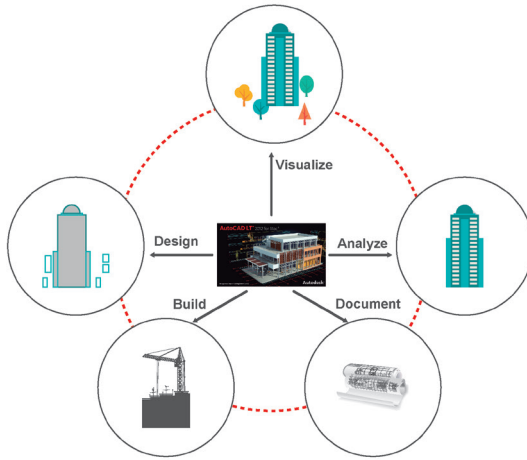 Visualize
Design
AutoCAD LT
Analyze
Autodesk
Build
Document